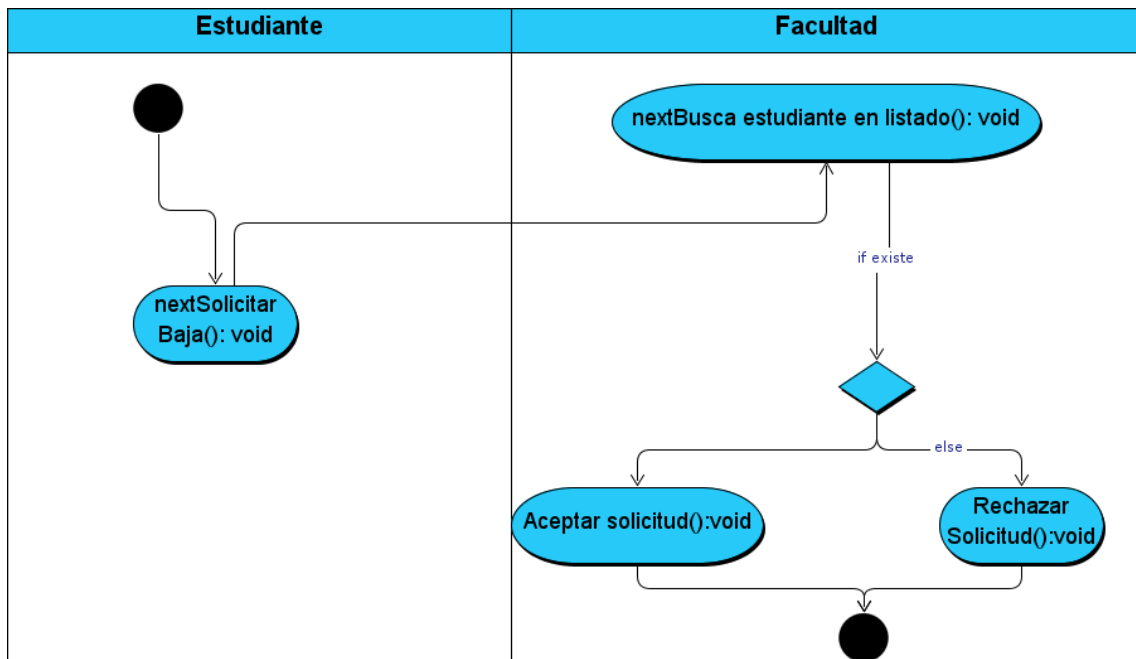 Estudiante
Facultad
nextBusca estudiante en listado(): void
if existe
nextSolicitar
Baja(): void
else
Aceptar solicitud():void
Rechazar
Solicitud():void